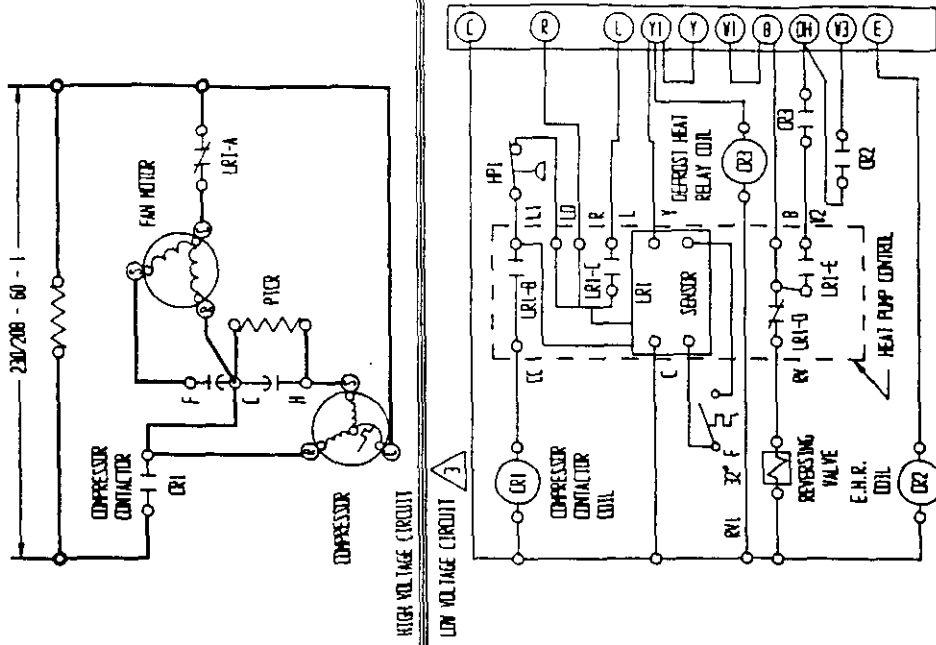 230/208 - 60 - 1
FAN MOTOR
LR1-A
S
C
R
PTCR
F
C
H
COMPRESSOR
CONTACTOR
CR1
R
S
C
COMPRESSOR
HIGH VOLTAGE CIRCUIT
LOW VOLTAGE CIRCUIT
3
C
R
L
Y1
Y
W1
B
OH
W3
E
HP1
DEFROST HEAT
RELAY COIL
CR3
CR3
CR2
L1
LO
R
L
Y
B
W2
LR1-B
LR1-C
LR1
SENSOR
LR1-D
LR1-E
HEAT PUMP CONTROL
CC
C
RV
CR1
COMPRESSOR
CONTACTOR
COIL
32° F
RV1
REVERSING
VALVE
E.H.R.
COIL
CR2